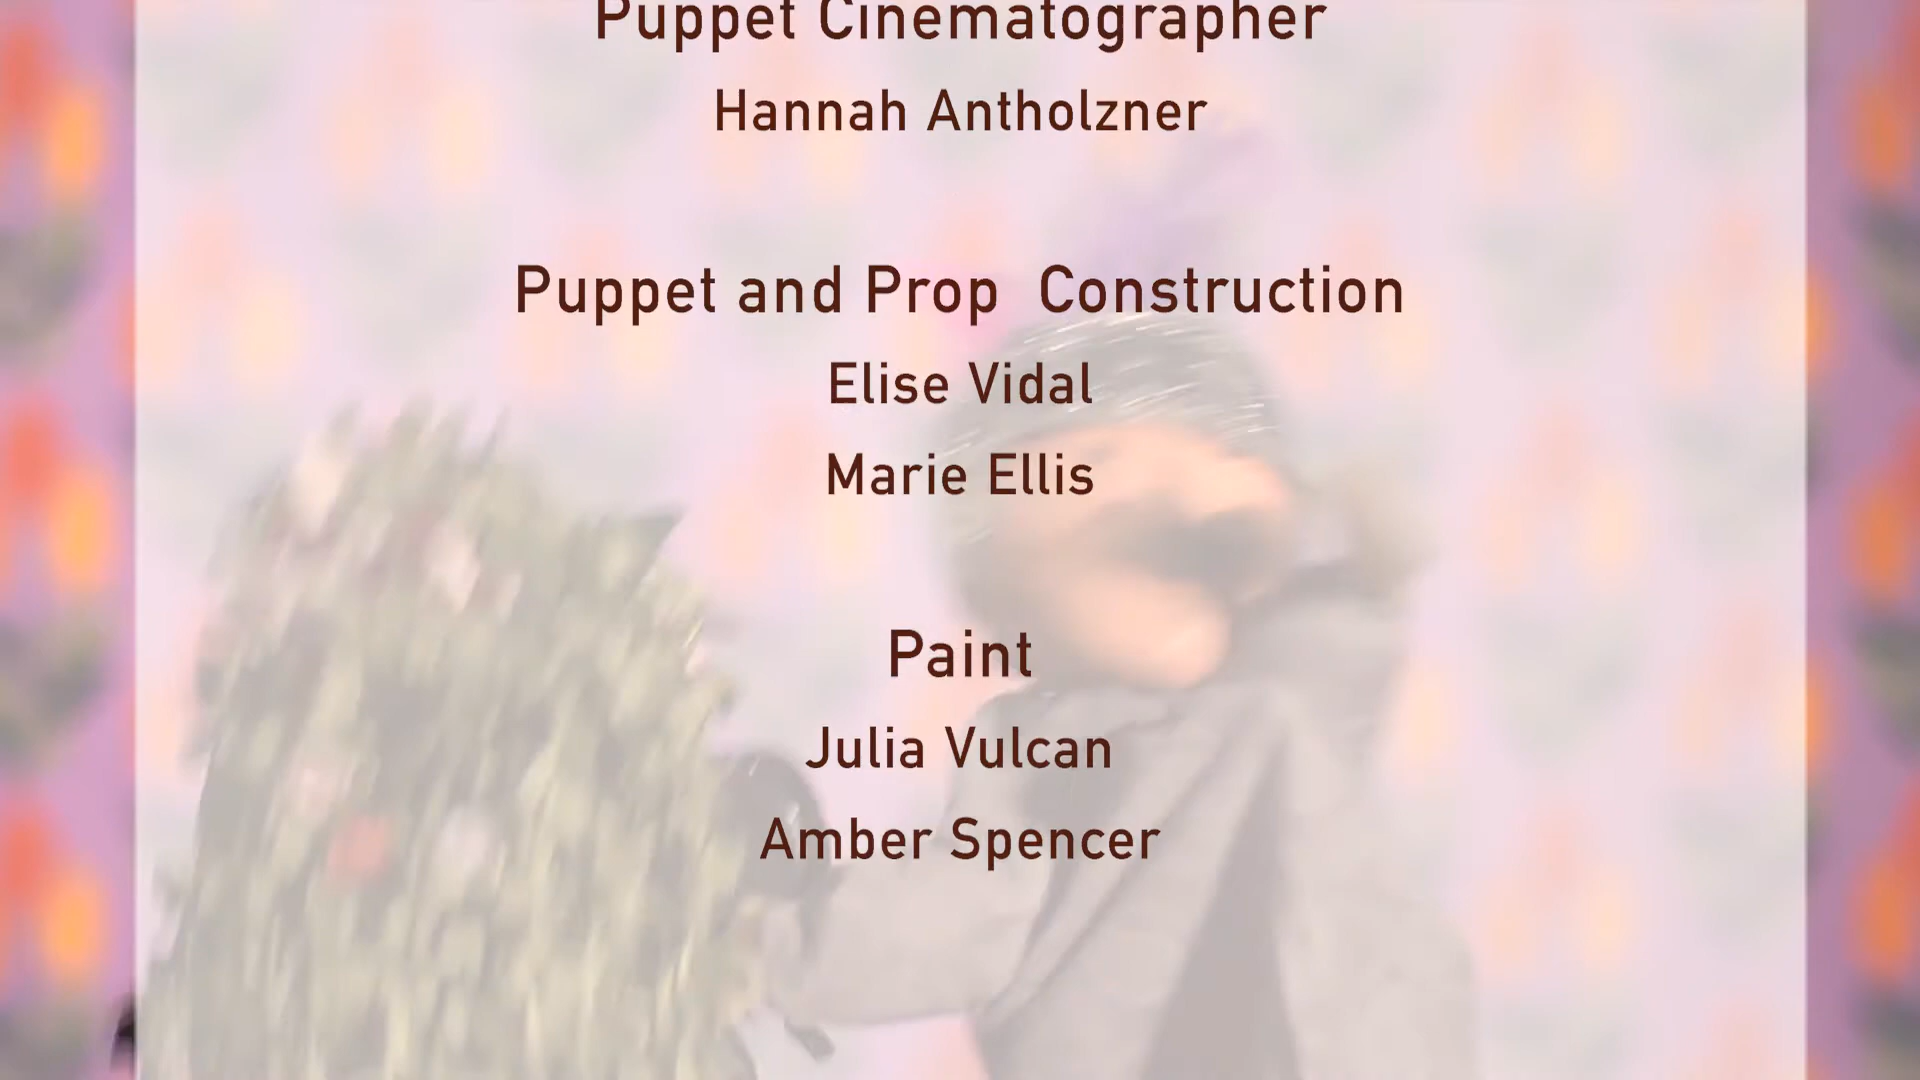 Puppet Cinematographer
Hannah Antholzner
Puppet and Prop  Construction
Elise Vidal
Marie Ellis
Paint
Julia Vulcan
Amber Spencer